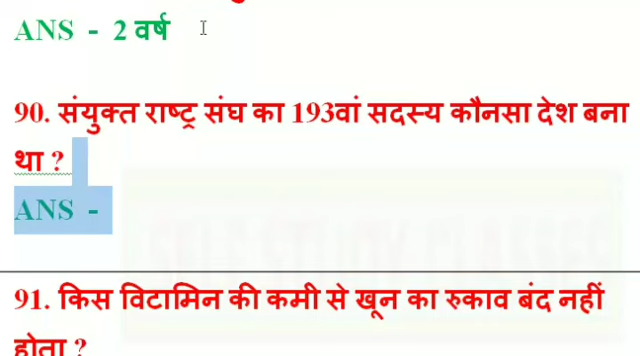 ANS - 2 वर्ष
90. संयुक्त राष्ट्र संघ का 193वां सदस्य कौनसा देश बना
था ?
ANS -
91. किस विटामिन की कमी से खून का रुकाव बंद नहीं
होता ?